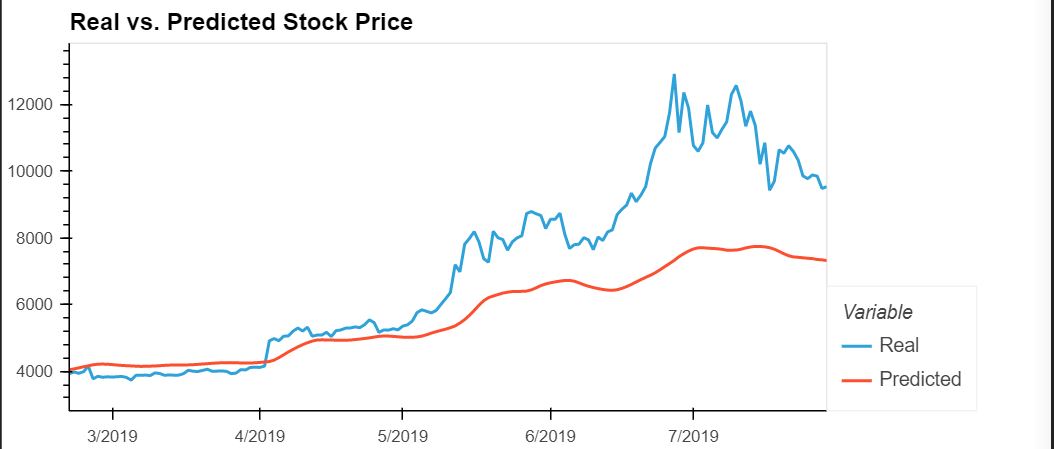 Real vs. Predicted Stock Price
12000
10000
8000
6000
4000
3/2019 4/2019 5/2019 6/2019 7/2019
Variable
Real
Predicted